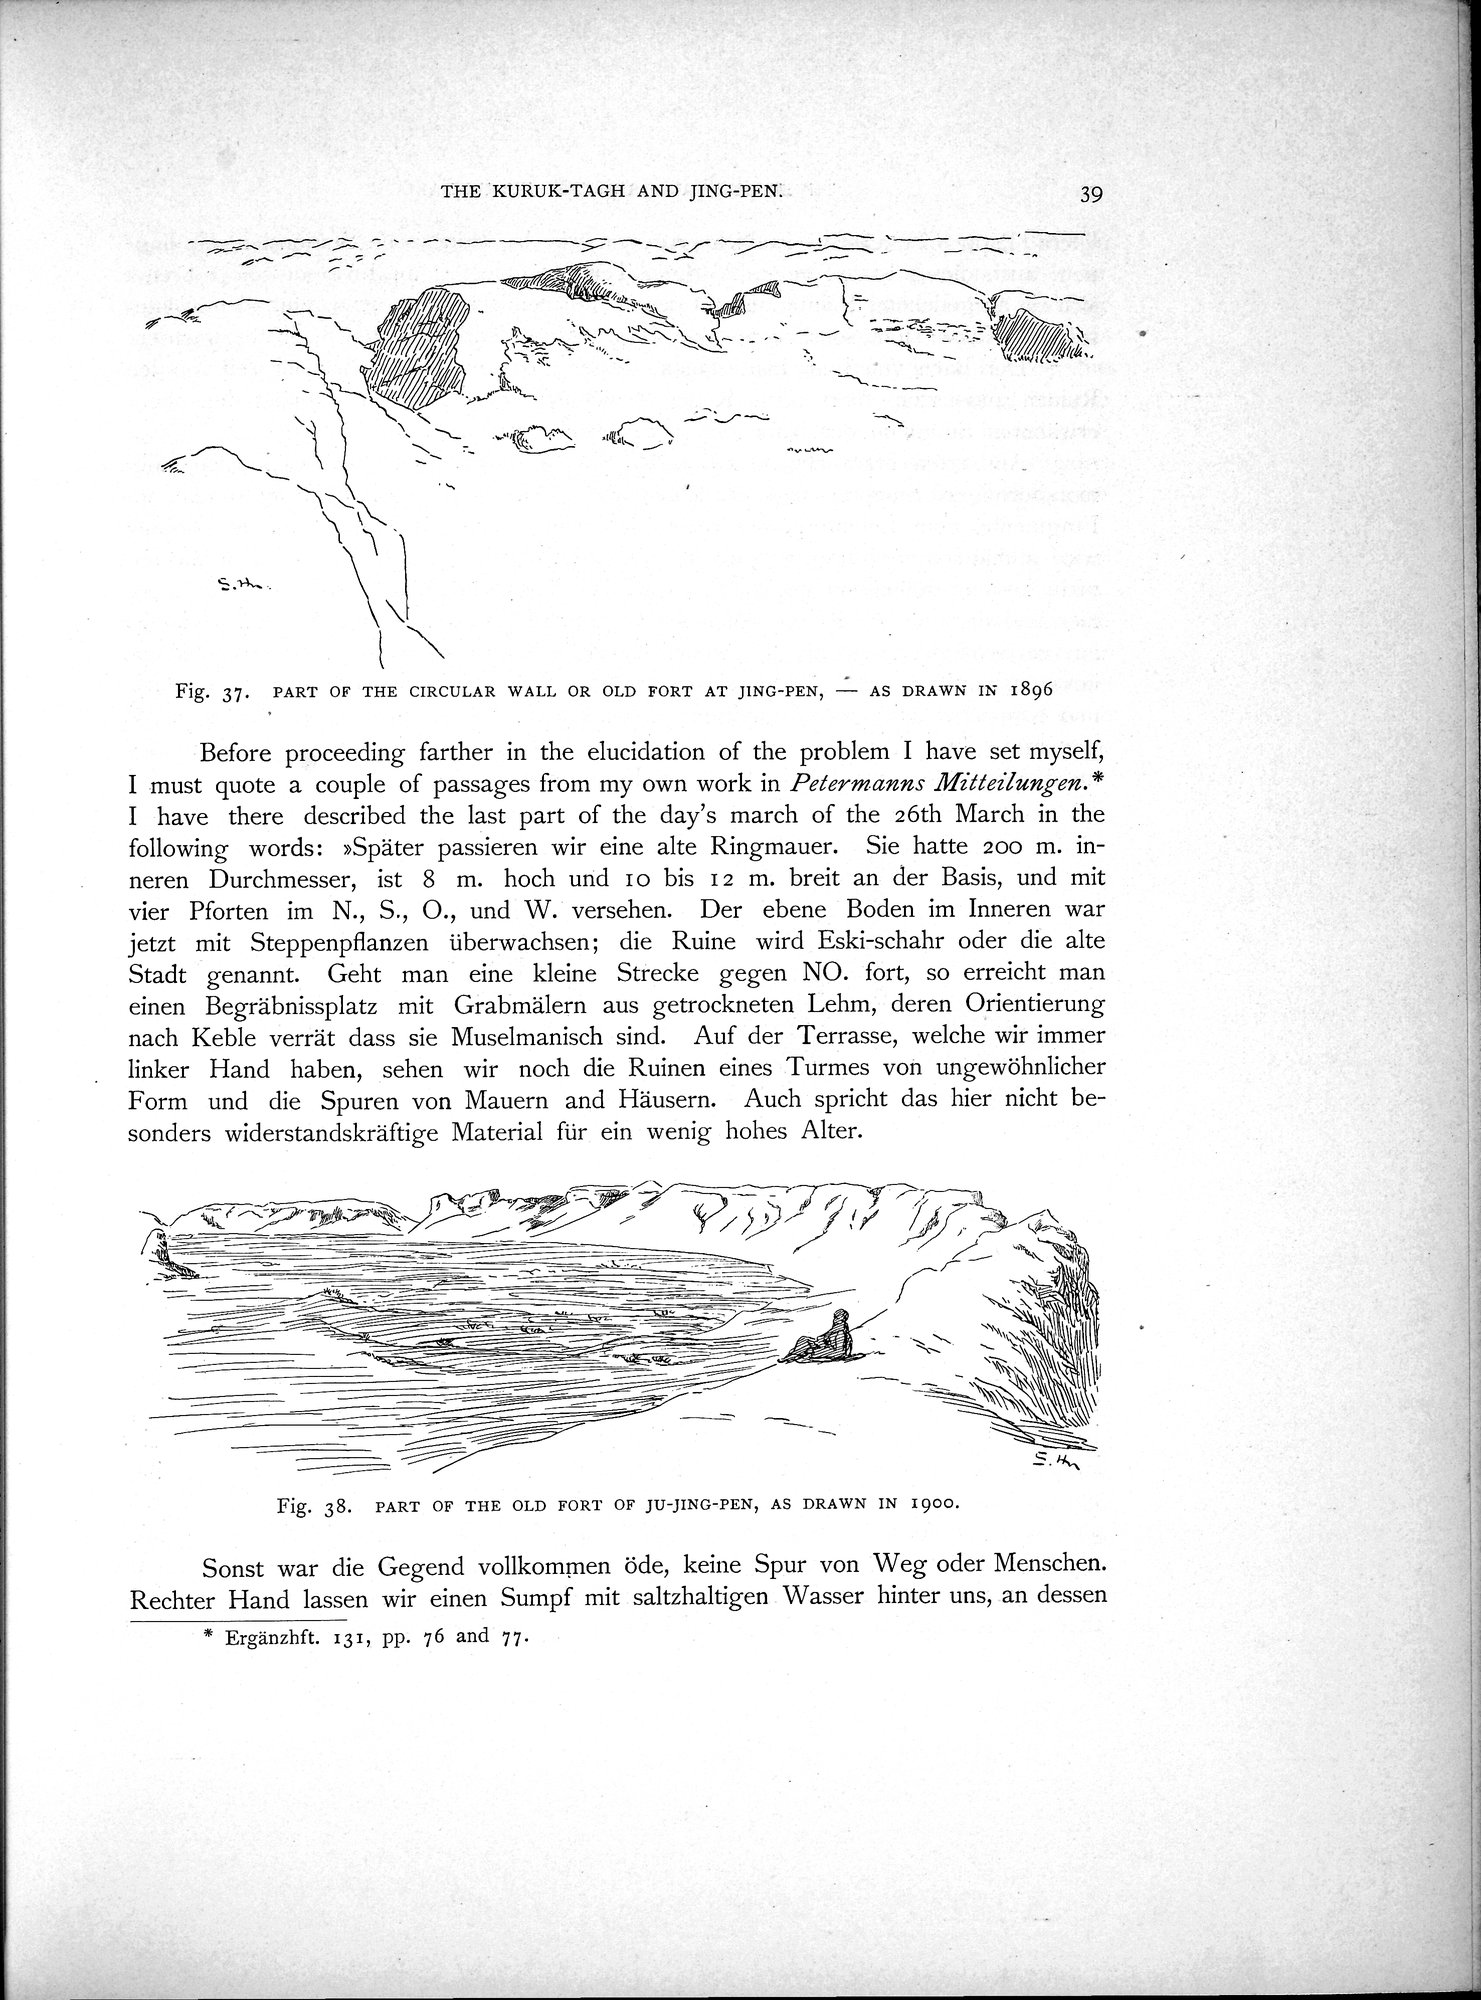 THE KURUK-TAGH AND JING-PEN.
39
S. Hn.
Fig. 37. PART OF THE CIRCULAR WALL OR OLD FORT AT JING-PEN, — AS DRAWN IN 1896
Before proceeding farther in the elucidation of the problem I have set myself,
I must quote a couple of passages from my own work in Petermanns Mitteilungen.*
I have there described the last part of the day's march of the 26th March in the
following words: »Später passieren wir eine alte Ringmauer. Sie hatte 200 m. in-
neren Durchmesser, ist 8 m. hoch und 10 bis 12 m. breit an der Basis, und mit
vier Pforten im N., S., O., und W. versehen. Der ebene Boden im Inneren war
jetzt mit Steppenpflanzen überwachsen; die Ruine wird Eski-schahr oder die alte
Stadt genannt. Geht man eine kleine Strecke gegen NO. fort, so erreicht man
einen Begräbnissplatz mit Grabmälern aus getrockneten Lehm, deren Orientierung
nach Keble verrät dass sie Muselmanisch sind. Auf der Terrasse, welche wir immer
linker Hand haben, sehen wir noch die Ruinen eines Turmes von ungewöhnlicher
Form und die Spuren von Mauern and Häusern. Auch spricht das hier nicht be-
sonders widerstandskräftige Material für ein wenig hohes Alter.
S. Hn
Fig. 38. PART OF THE OLD FORT OF JU-JING-PEN, AS DRAWN IN 1900.
Sonst war die Gegend vollkommen öde, keine Spur von Weg oder Menschen.
Rechter Hand lassen wir einen Sumpf mit saltzhaltigen Wasser hinter uns, an dessen
* Ergänzhft. 131, pp. 76 and 77.